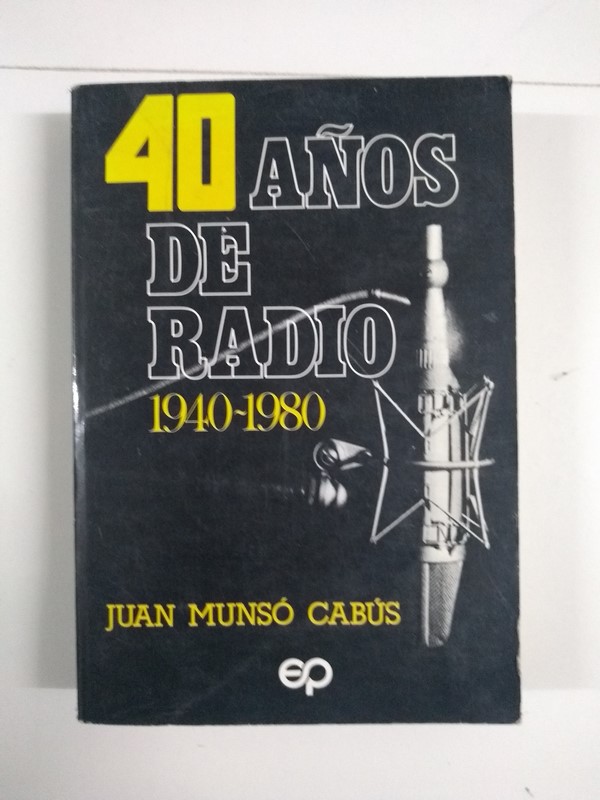 40 AÑOS
DE
RADIO
1940~1980
JUAN MUNSÓ CABÚS
ep